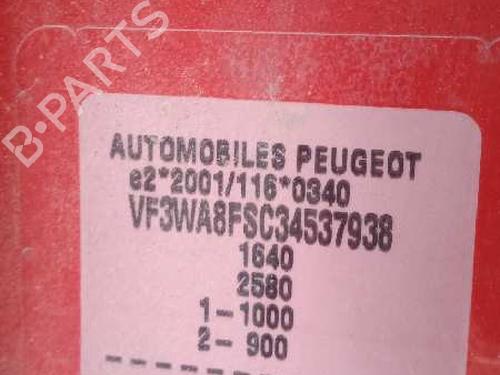 B-PARTS
AUTOMOBILES PEUGEOT
e2*2001/116*0340
VF3WA8FSC34537938
1640
2580
1-1000
2-900